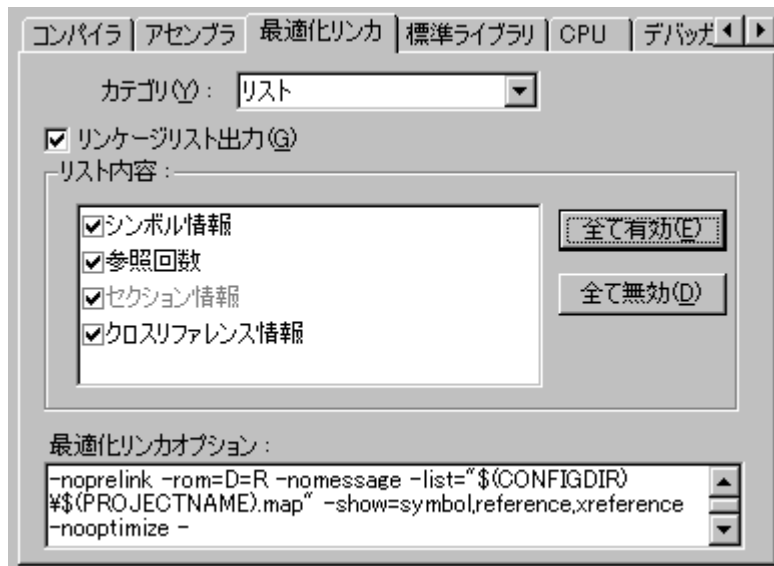 コンパイラ アセンブラ 最適化リンカ 標準ライブラリ CPU デバッガ
カテゴリ(Y)： リスト
リンケージリスト出力(G)
リスト内容：
シンボル情報
全て有効(E)
参照回数
セクション情報
全て無効(D)
クロスリファレンス情報
最適化リンカオプション：
-noprelink -rom=D=R -nomessage -list="$(CONFIGDIR)
¥$(PROJECTNAME).map" -show=symbol,reference,xreference
-nooptimize -